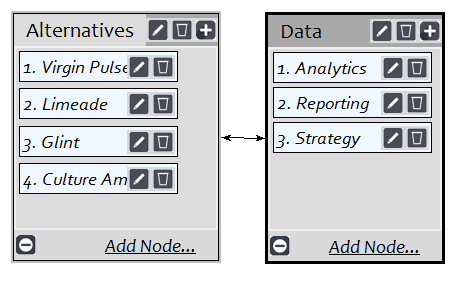 Alternatives
1. Virgin Pulse
2. Limeade
3. Glint
4. Culture Am
Add Node...
Data
1. Analytics
2. Reporting
3. Strategy
Add Node...